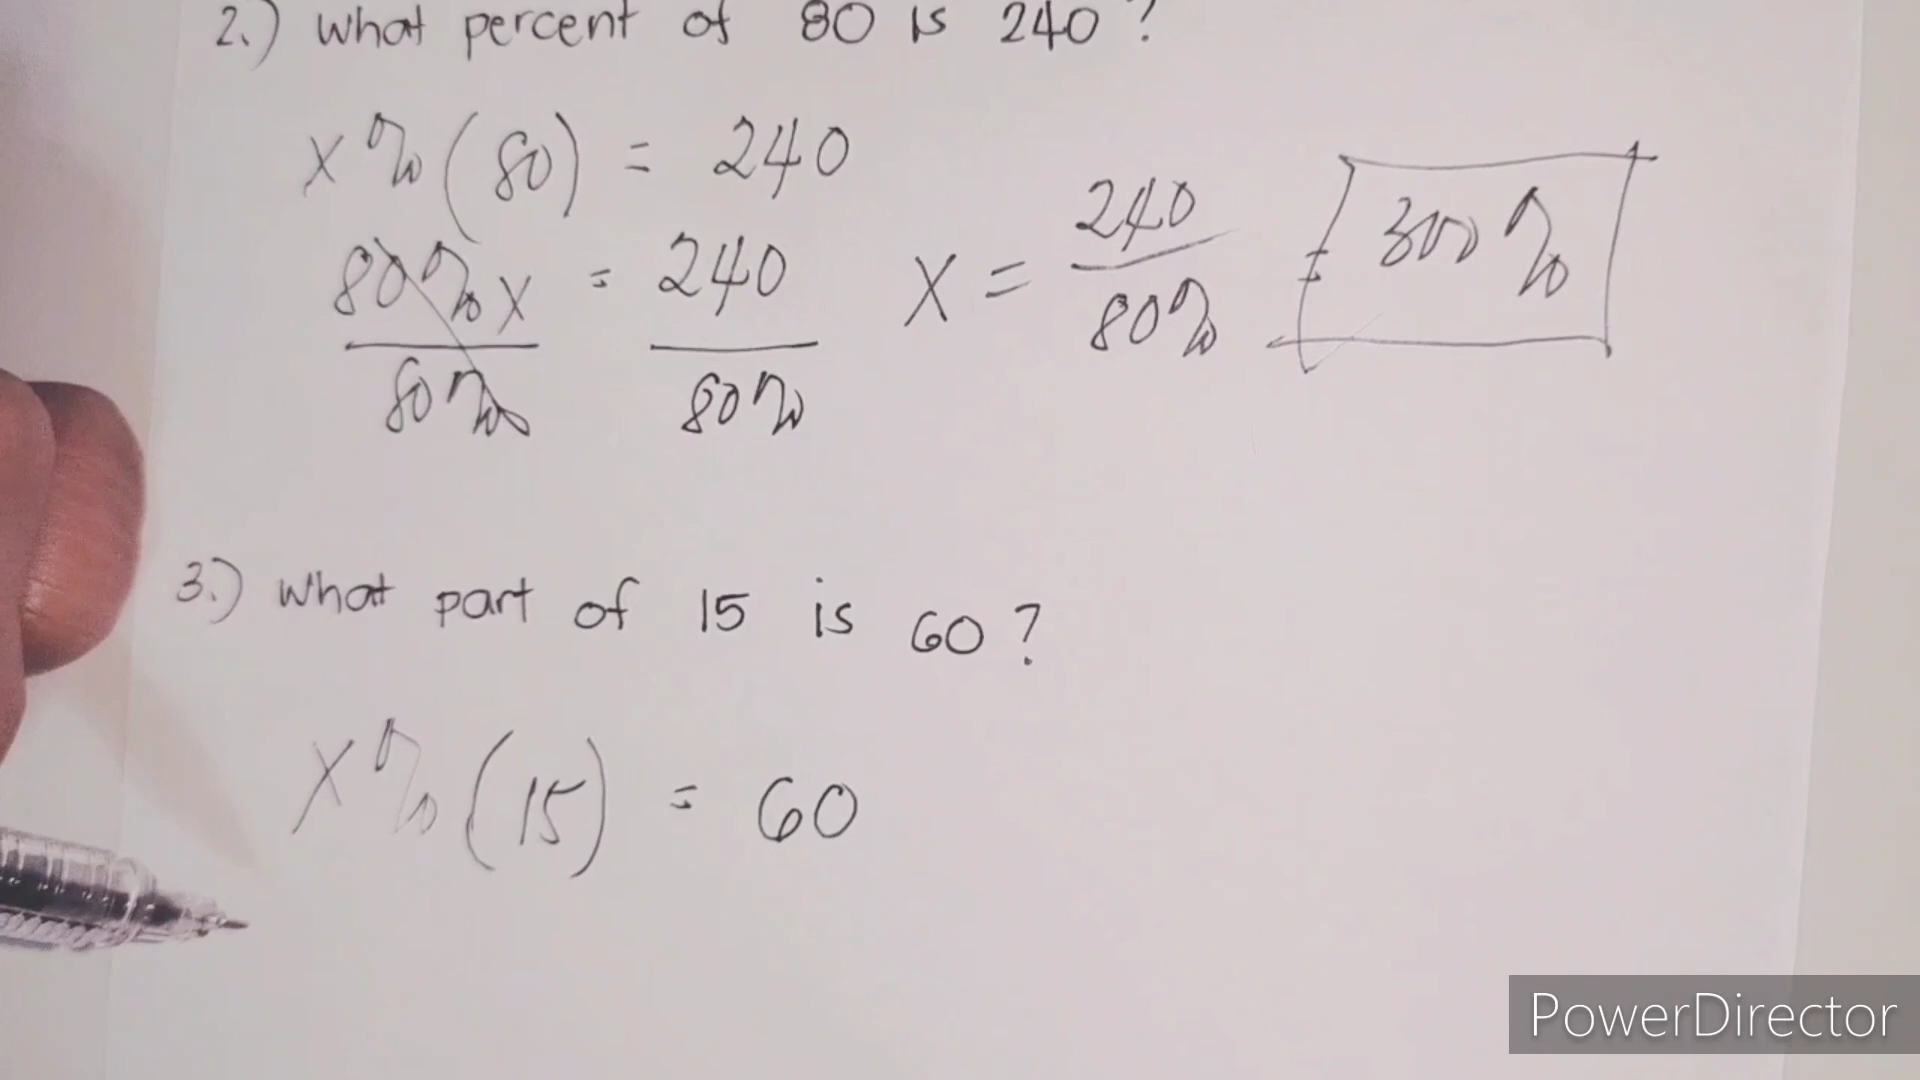 2.) What percent of 80 is 240?
x% (80) = 240
80% x = 240
80% 80%
x = 240
80%
= 300%
3.) What part of 15 is 60?
x% (15) = 60
PowerDirector